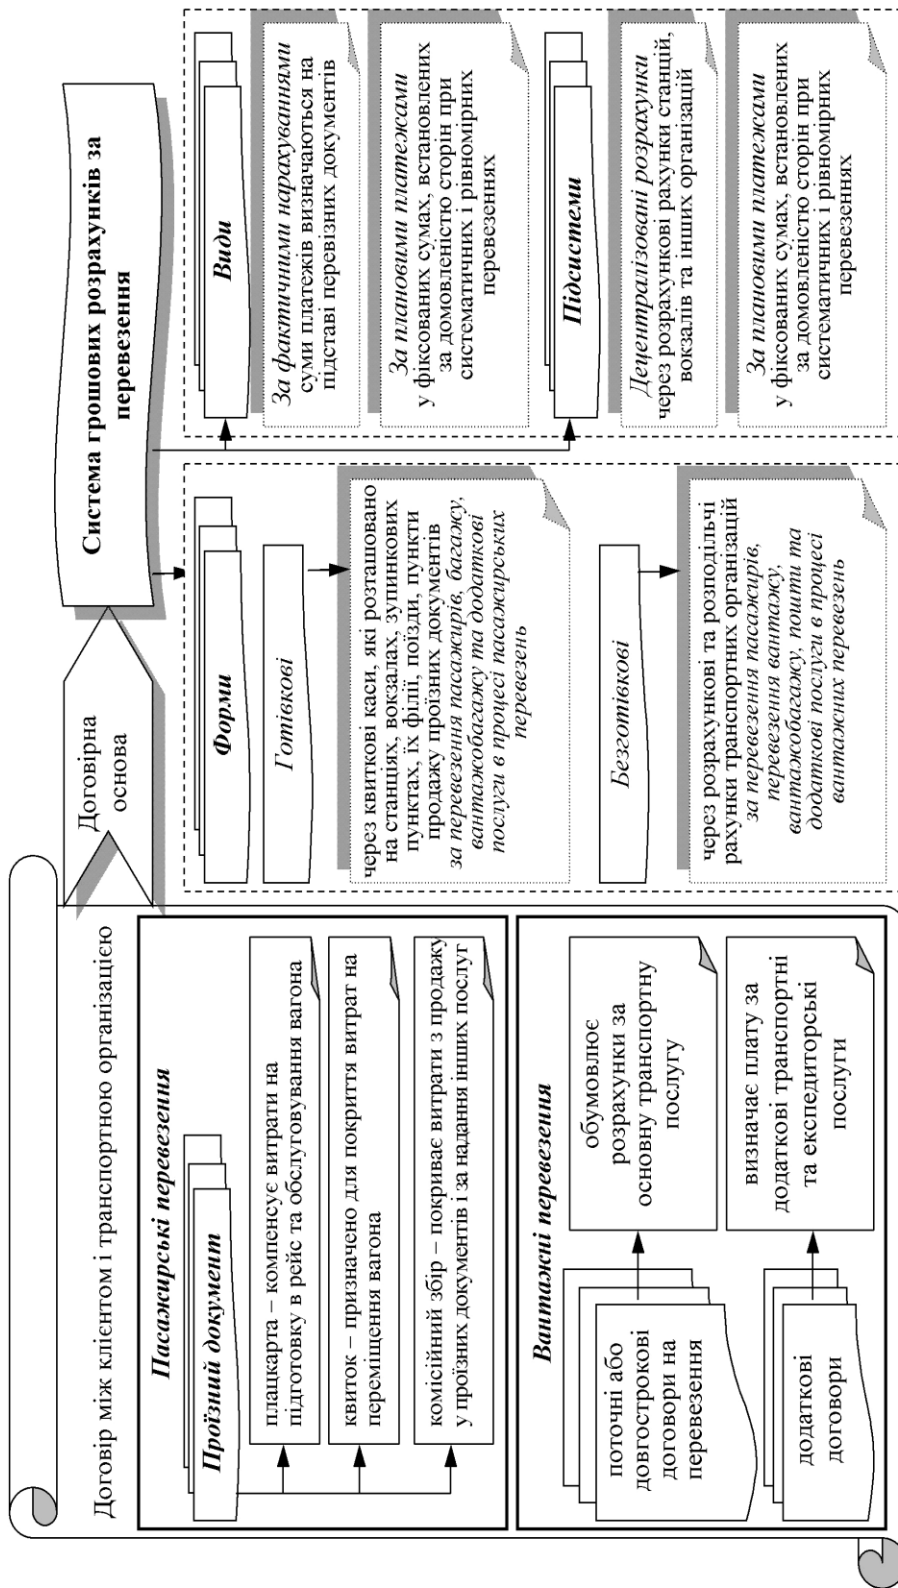 Договір між клієнтом і транспортною організацією
Пасажирські перевезення
Проїзний документ
плацкарта – компенсує витрати на
підготовку в рейс та обслуговування вагона
квиток – призначено для покриття витрат на
переміщення вагона
комісійний збір – покриває витрати з продажу
у проїзних документів і за надання інших послуг
Вантажні перевезення
поточні або
довгострокові
договори на
перевезення
обумовлює
розрахунки за
основну транспортну
послугу
додаткові
договори
визначає плату за
додаткові транспортні
та експедиторські
послуги
Договірна
основа
Система грошових розрахунків за
перевезення
Форми
Готівкові
через квиткові каси, які розташовано
на станціях, вокзалах, зупинкових
пунктах, їх філії, поїзди, пункти
продажу проїзних документів
за перевезення пасажирів, багажу,
вантажобагажу та додаткові
послуги в процесі пасажирських
перевезень
Безготівкові
через розрахункові та розподільчі
рахунки транспортних організацій
за перевезення пасажирів,
перевезення вантажу,
вантажобагажу, пошти та
додаткові послуги в процесі
вантажних перевезень
Види
За фактичними нарахуваннями
суми платежів визначаються на
підставі перевізних документів
За плановими платежами
у фіксованих сумах, встановлених
за домовленістю сторін при
систематичних і рівномірних
перевезеннях
Підсистеми
Децентралізовані розрахунки
через розрахункові рахунки станцій,
вокзалів та інших організацій
За плановими платежами
у фіксованих сумах, встановлених
за домовленістю сторін при
систематичних і рівномірних
перевезеннях